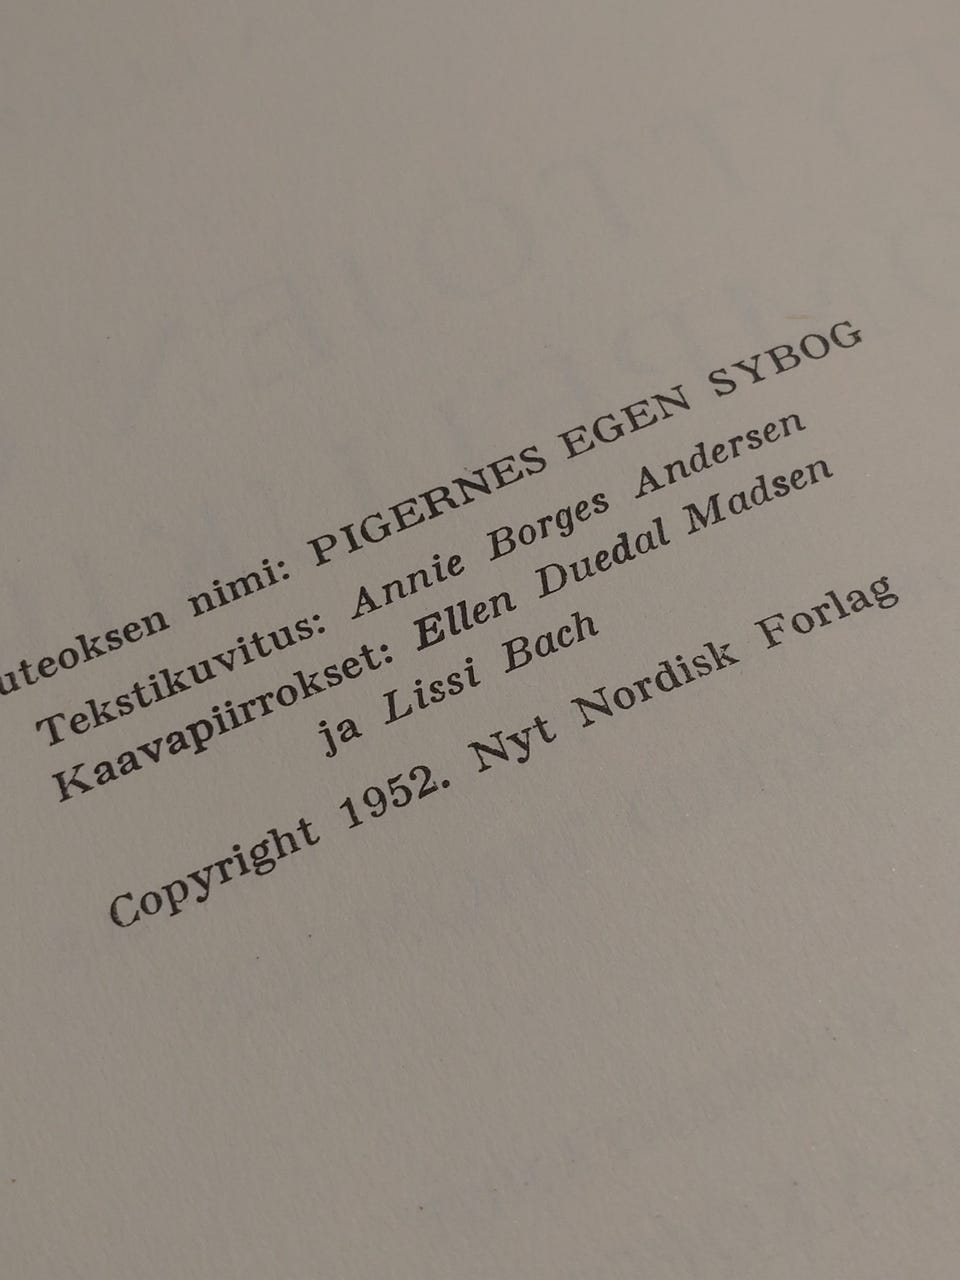 uteoksen nimi: PIGERNES EGEN SYBOG
Tekstikuvitus: Annie Borges Andersen
Kaavapiirrokset: Ellen Duedal Madsen
ja Lissi Bach
Copyright 1952. Nyt Nordisk Forlag